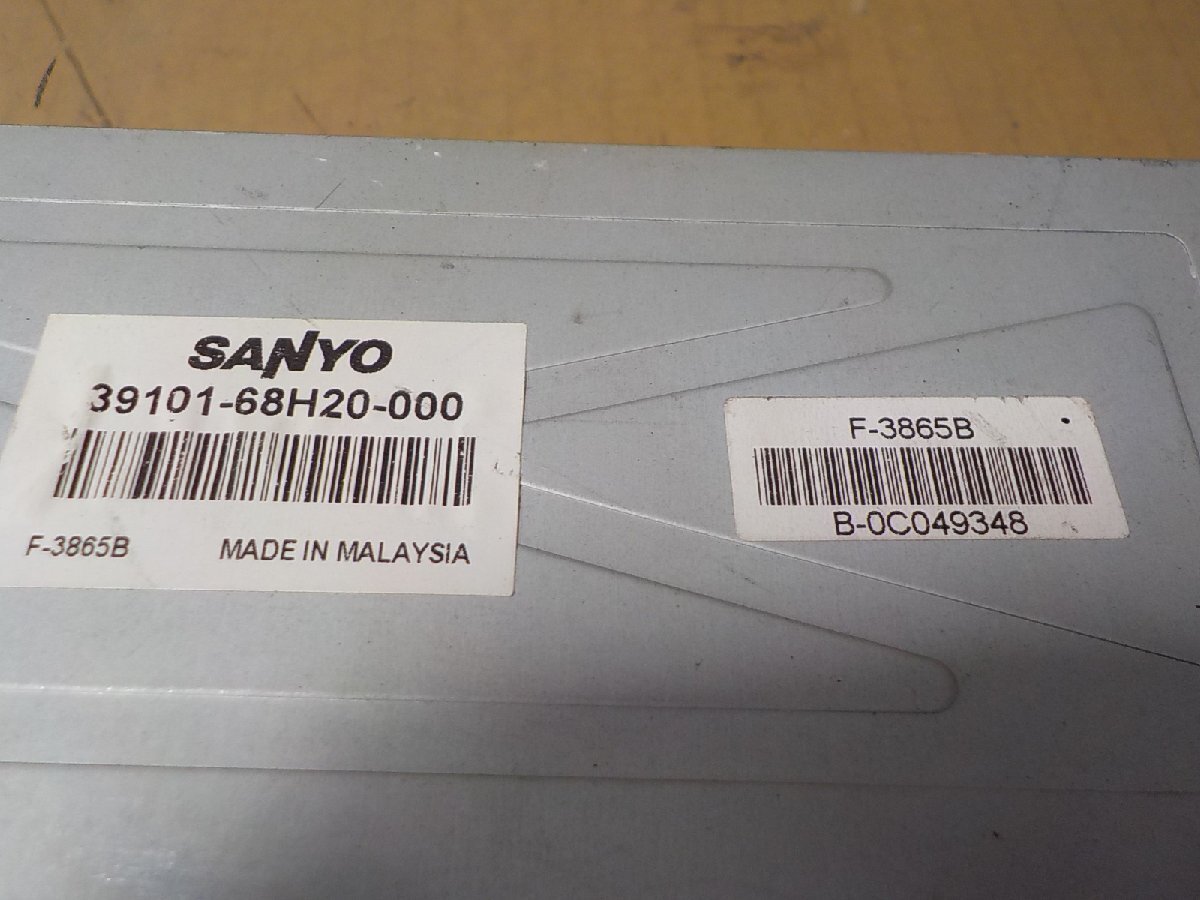 SANYO
39101-68H20-000
F-3865B MADE IN MALAYSIA
F-3865B
B-0C049348